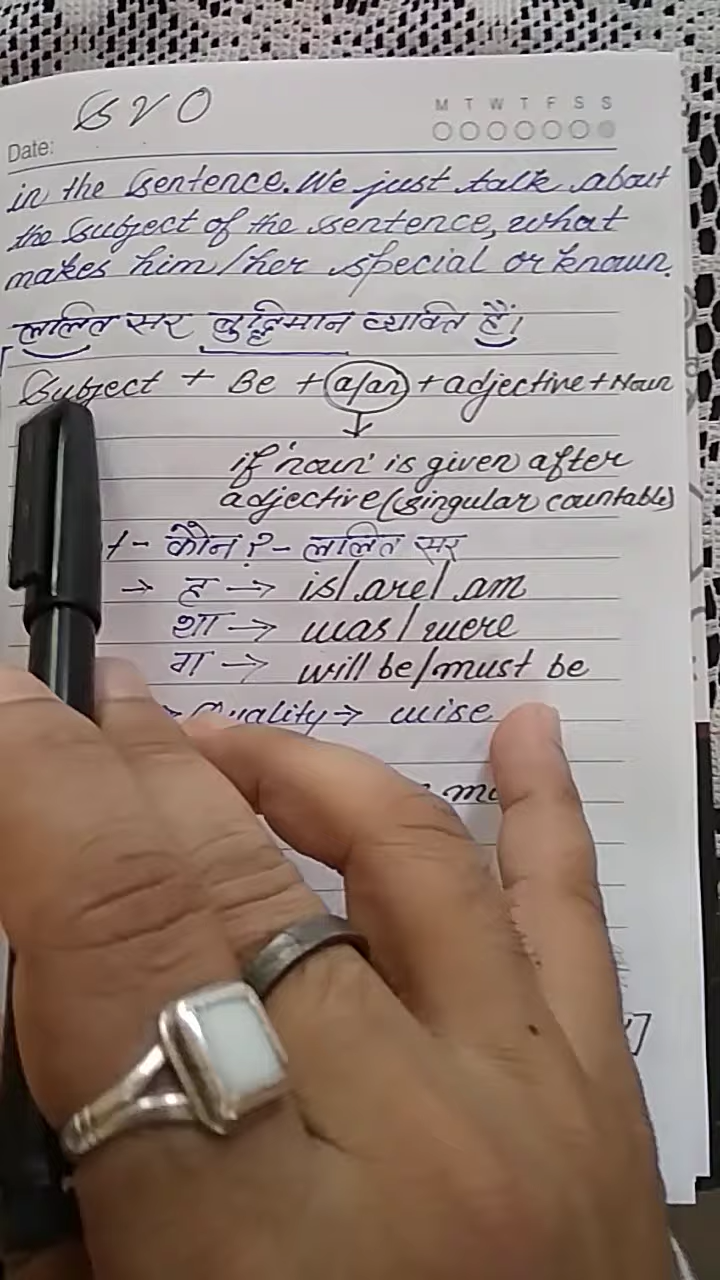 SVO
M T W T F S S
Date:
in the sentence. We just talk about
the subject of the sentence, what
makes him/her special or known.
ललित सर बुद्धिमान व्यक्ति हैं।
Subject + Be + a/an + adjective + Noun
if 'noun' is given after
adjective (singular countable)
- कौन? - ललित सर
→ ह → is/are/am
था → was/were
ग → will be/must be
Quality → wise